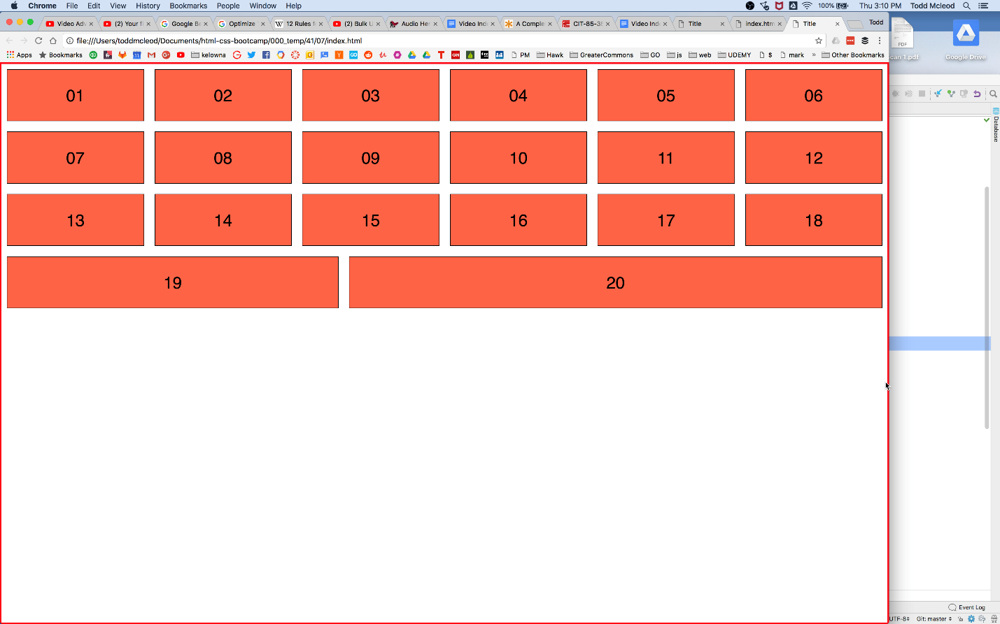 Chrome File Edit View History Bookmarks People Window Help 100% Thu 3:10 PM Todd Mcleod
Video Adv (2) Your f Google Be Optimize 12 Rules f (2) Bulk U Audio Her Video Ind A Comple CIT-85-3 Video Ind Title index.htm Title Todd
file:///Users/toddmcleod/Documents/html-css-bootcamp/000_temp/41/07/index.html
Apps Bookmarks kelowna PM Hawk GreaterCommons GO js web UDEMY $ mark » Other Bookmarks
can 1.pdf Google Drive
PDF
Database
01 02 03 04 05 06
07 08 09 10 11 12
13 14 15 16 17 18
19 20
Event Log
UTF-8 Git: master